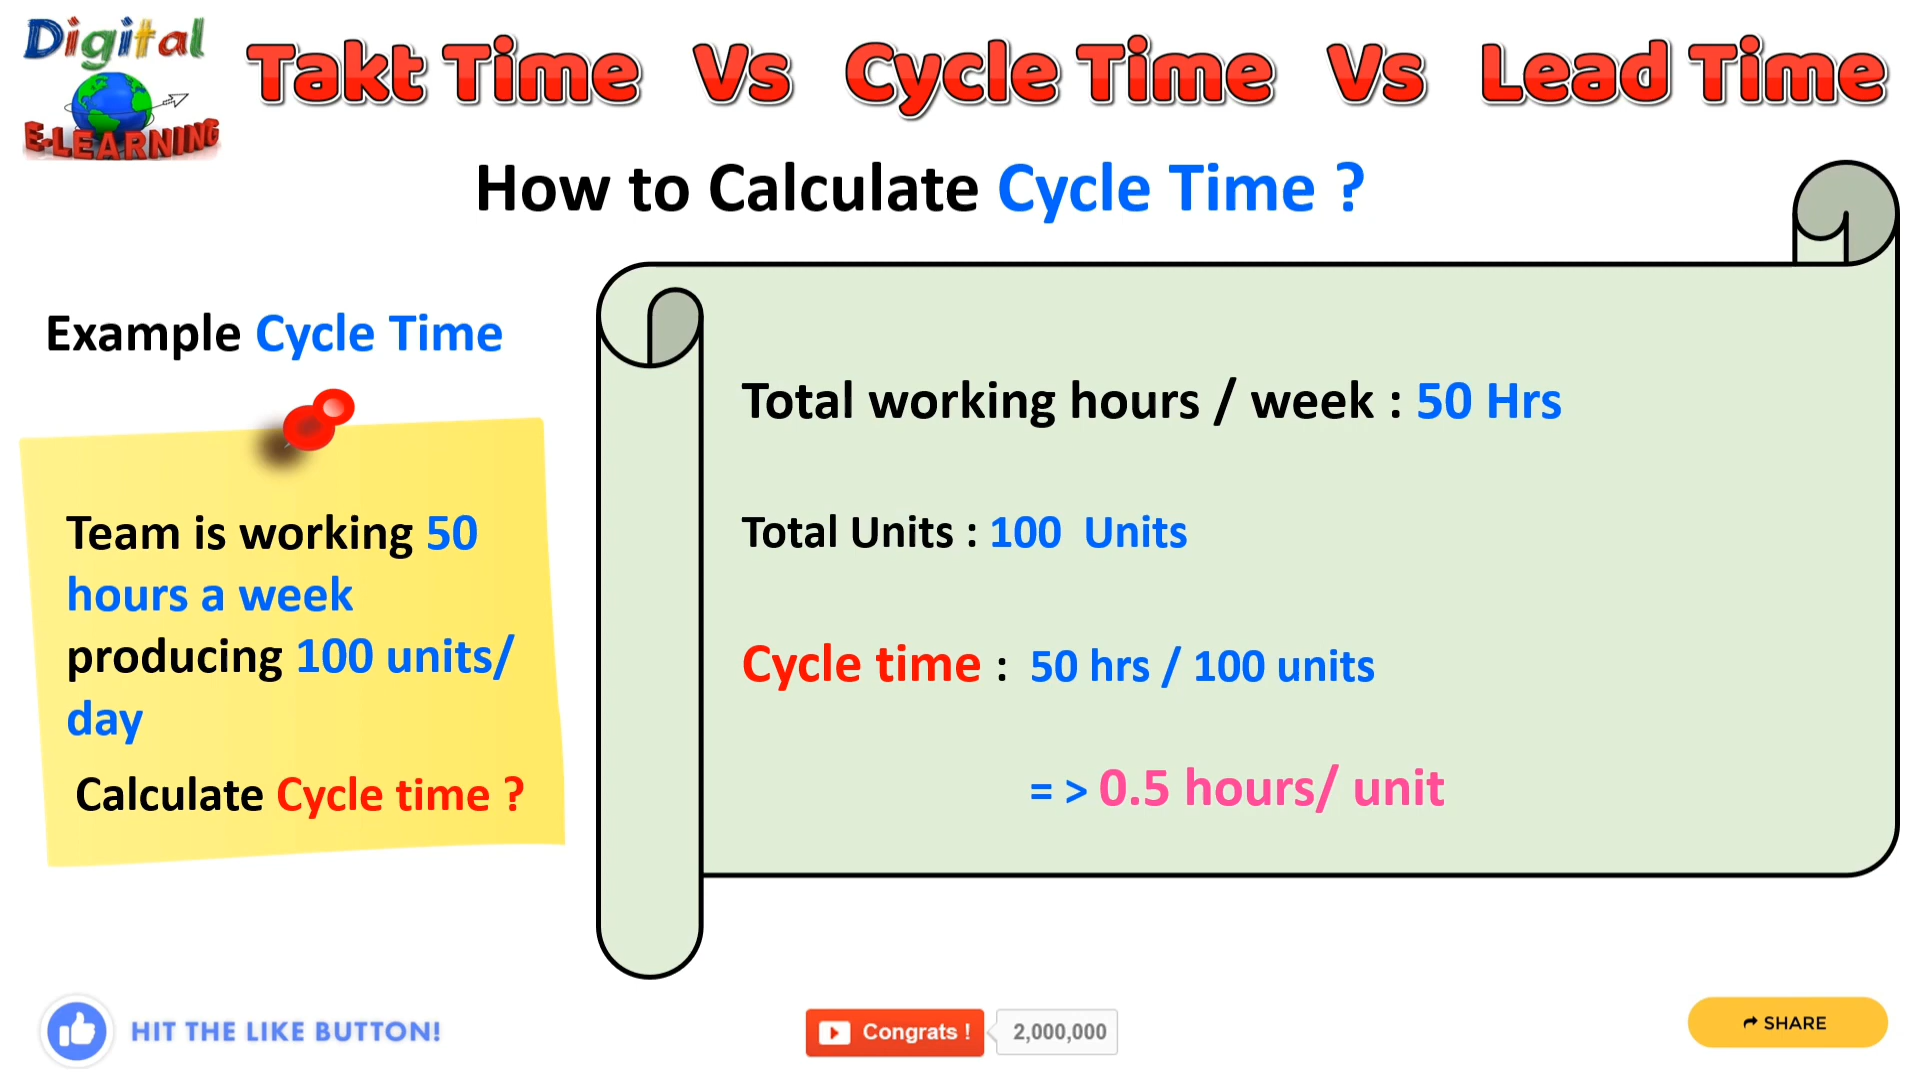 Digital
E-LEARNING
Takt Time Vs Cycle Time Vs Lead Time
How to Calculate Cycle Time ?
Example Cycle Time
Team is working 50
hours a week
producing 100 units/
day
Calculate Cycle time ?
Total working hours / week : 50 Hrs
Total Units : 100 Units
Cycle time : 50 hrs / 100 units
= > 0.5 hours/ unit
HIT THE LIKE BUTTON!
Congrats ! 2,000,000
SHARE